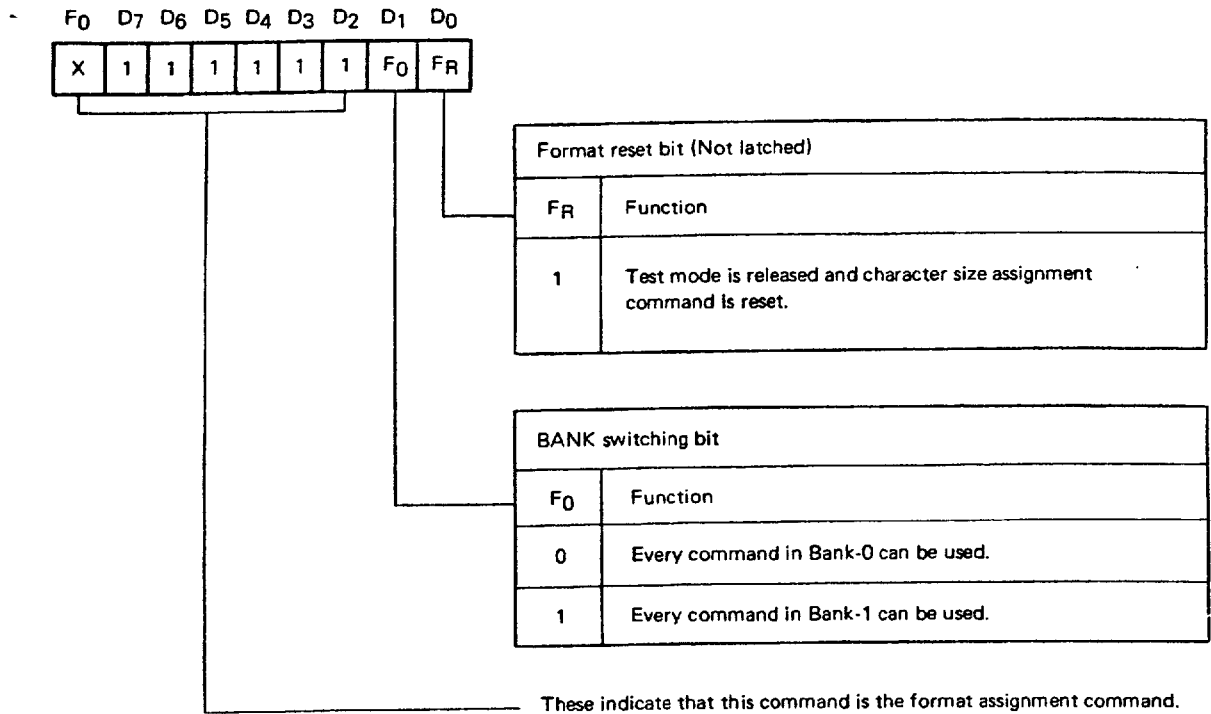 F0 D7 D6 D5 D4 D3 D2 D1 D0
X 1 1 1 1 1 1 F0 FR
Format reset bit (Not latched)
FR Function
1 Test mode is released and character size assignment
command is reset.
BANK switching bit
F0 Function
0 Every command in Bank-0 can be used.
1 Every command in Bank-1 can be used.
These indicate that this command is the format assignment command.